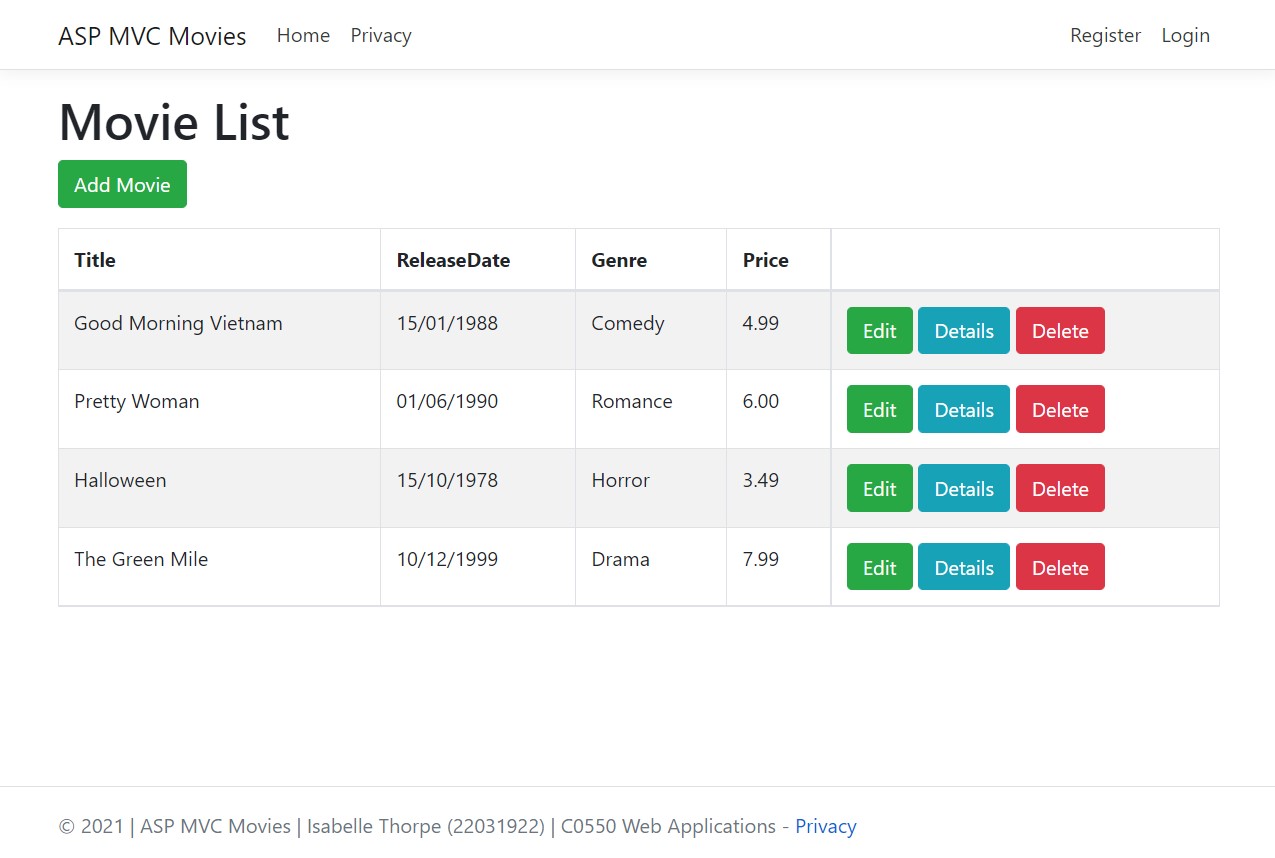 ASP MVC Movies Home Privacy Register Login
Movie List
Add Movie
Title ReleaseDate Genre Price
Good Morning Vietnam 15/01/1988 Comedy 4.99 Edit Details Delete
Pretty Woman 01/06/1990 Romance 6.00 Edit Details Delete
Halloween 15/10/1978 Horror 3.49 Edit Details Delete
The Green Mile 10/12/1999 Drama 7.99 Edit Details Delete
© 2021 | ASP MVC Movies | Isabelle Thorpe (22031922) | C0550 Web Applications - Privacy